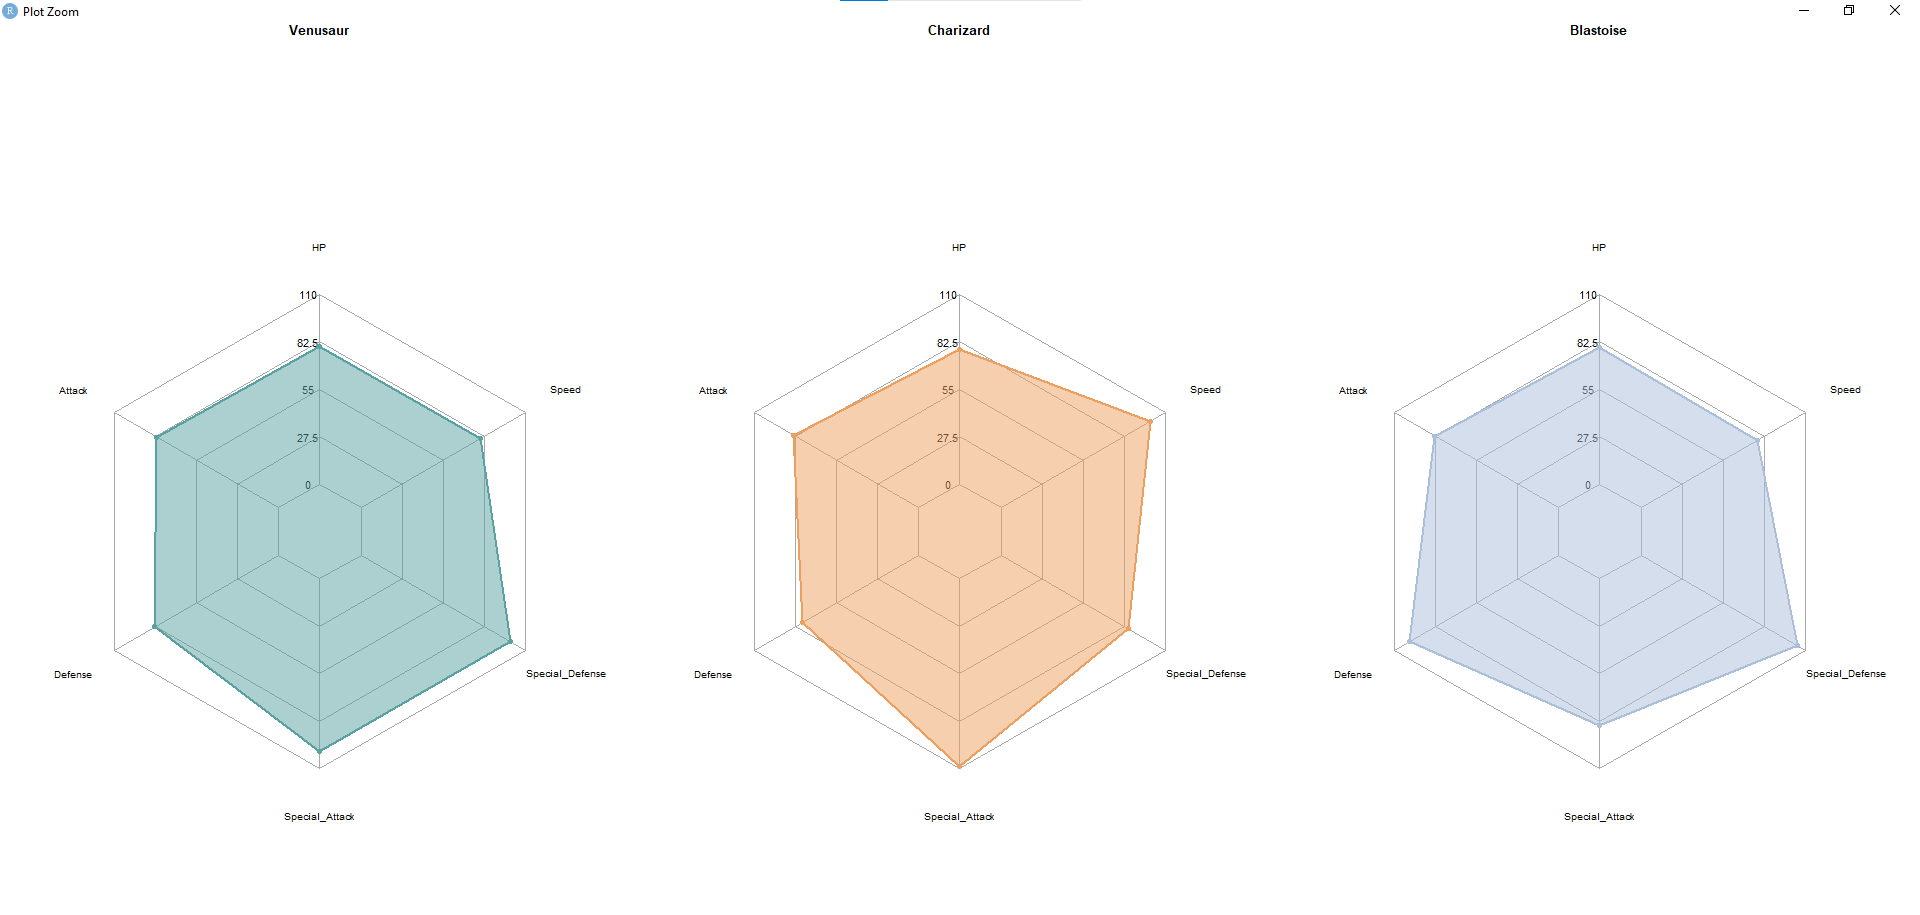 R Plot Zoom
Venusaur
HP
110
82.5
55
27.5
0
Attack
Speed
Defense
Special_Defense
Special_Attack
Charizard
HP
110
82.5
55
27.5
0
Attack
Speed
Defense
Special_Defense
Special_Attack
Blastoise
HP
110
82.5
55
27.5
0
Attack
Speed
Defense
Special_Defense
Special_Attack